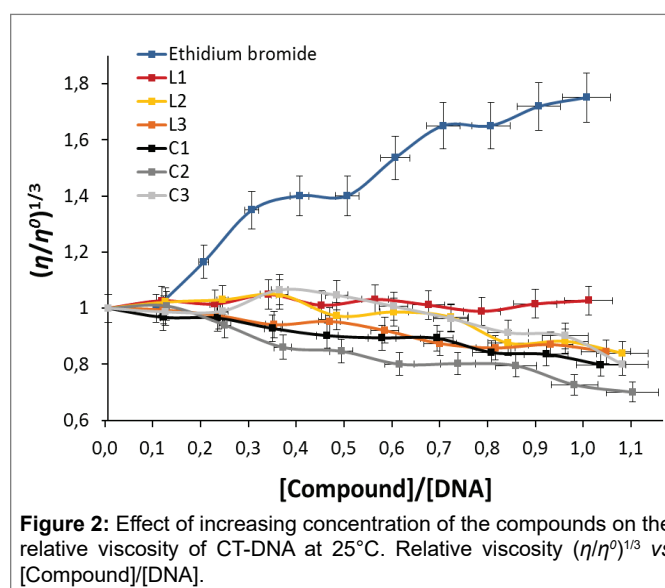 Ethidium bromide
L1
L2
L3
C1
C2
C3
1,8
1,6
1,4
1,2
1
0,8
0,6
(η/η⁰)¹/³
0,0 0,1 0,2 0,3 0,4 0,5 0,6 0,7 0,8 0,9 1,0 1,1
[Compound]/[DNA]
Figure 2: Effect of increasing concentration of the compounds on the
relative viscosity of CT-DNA at 25°C. Relative viscosity (η/η⁰)¹/³ vs
[Compound]/[DNA].